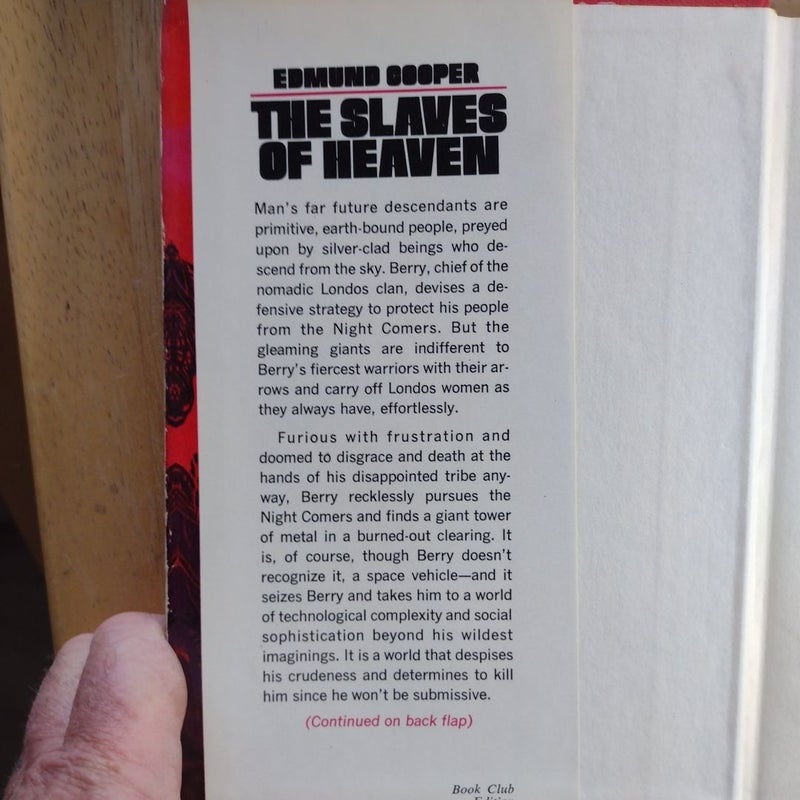 EDMUND COOPER
THE SLAVES
OF HEAVEN
Man's far future descendants are
primitive, earth-bound people, preyed
upon by silver-clad beings who de-
scend from the sky. Berry, chief of the
nomadic Londos clan, devises a de-
fensive strategy to protect his people
from the Night Comers. But the
gleaming giants are indifferent to
Berry's fiercest warriors with their ar-
rows and carry off Londos women as
they always have, effortlessly.
Furious with frustration and
doomed to disgrace and death at the
hands of his disappointed tribe any-
way, Berry recklessly pursues the
Night Comers and finds a giant tower
of metal in a burned-out clearing. It
is, of course, though Berry doesn't
recognize it, a space vehicle—and it
seizes Berry and takes him to a world
of technological complexity and social
sophistication beyond his wildest
imaginings. It is a world that despises
his crudeness and determines to kill
him since he won't be submissive.
(Continued on back flap)
Book Club
Edition